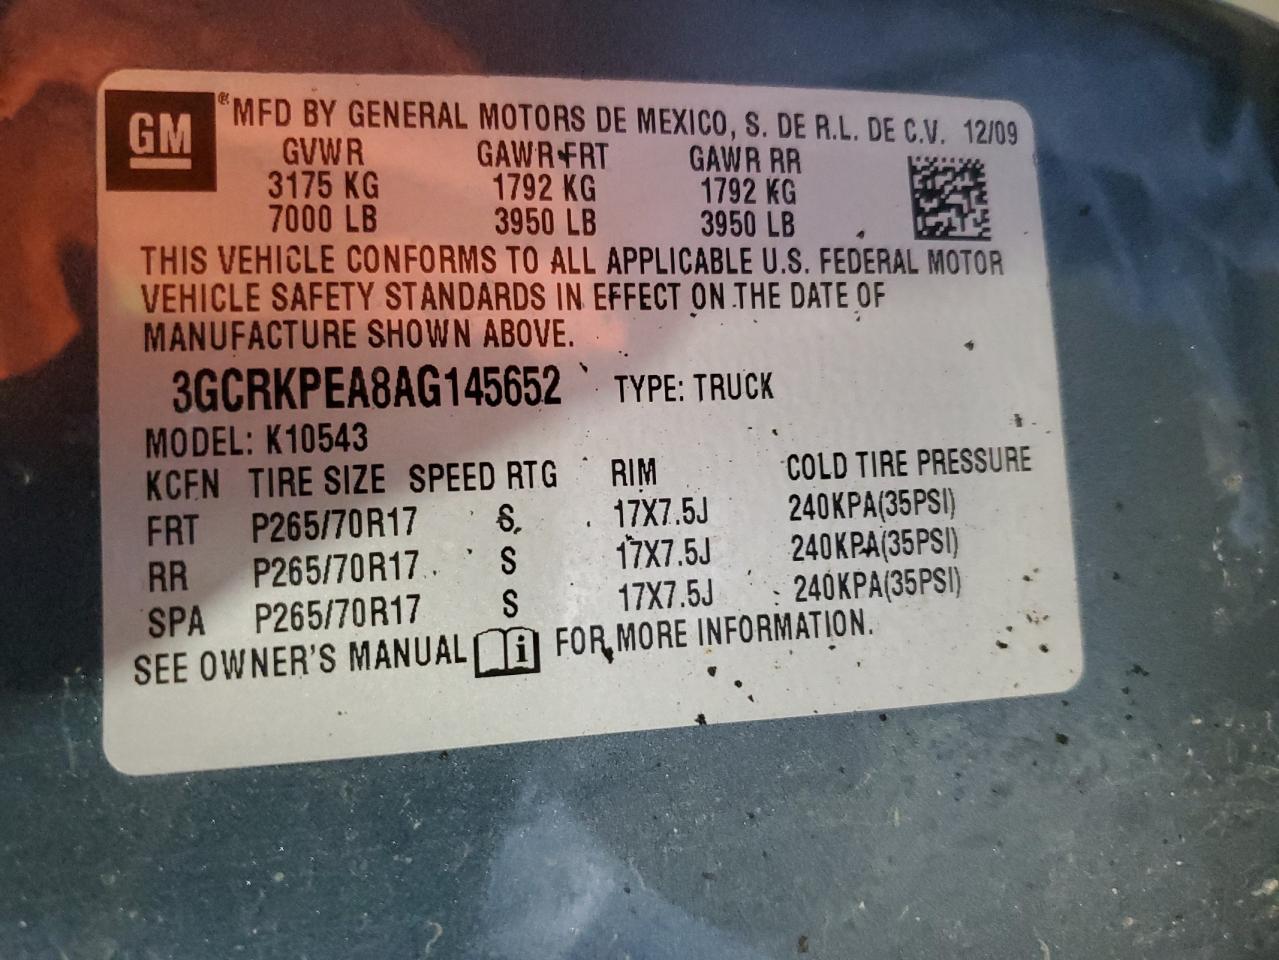 GM ® MFD BY GENERAL MOTORS DE MEXICO, S. DE R.L. DE C.V. 12/09
GVWR GAWR FRT GAWR RR
3175 KG 1792 KG 1792 KG
7000 LB 3950 LB 3950 LB
THIS VEHICLE CONFORMS TO ALL APPLICABLE U.S. FEDERAL MOTOR
VEHICLE SAFETY STANDARDS IN EFFECT ON THE DATE OF
MANUFACTURE SHOWN ABOVE.
3GCRKPEA8AG145652 TYPE: TRUCK
MODEL: K10543
KCFN TIRE SIZE SPEED RTG RIM COLD TIRE PRESSURE
FRT P265/70R17 S 17X7.5J 240KPA(35PSI)
RR P265/70R17 S 17X7.5J 240KPA(35PSI)
SPA P265/70R17 S 17X7.5J 240KPA(35PSI)
SEE OWNER'S MANUAL i FOR MORE INFORMATION.